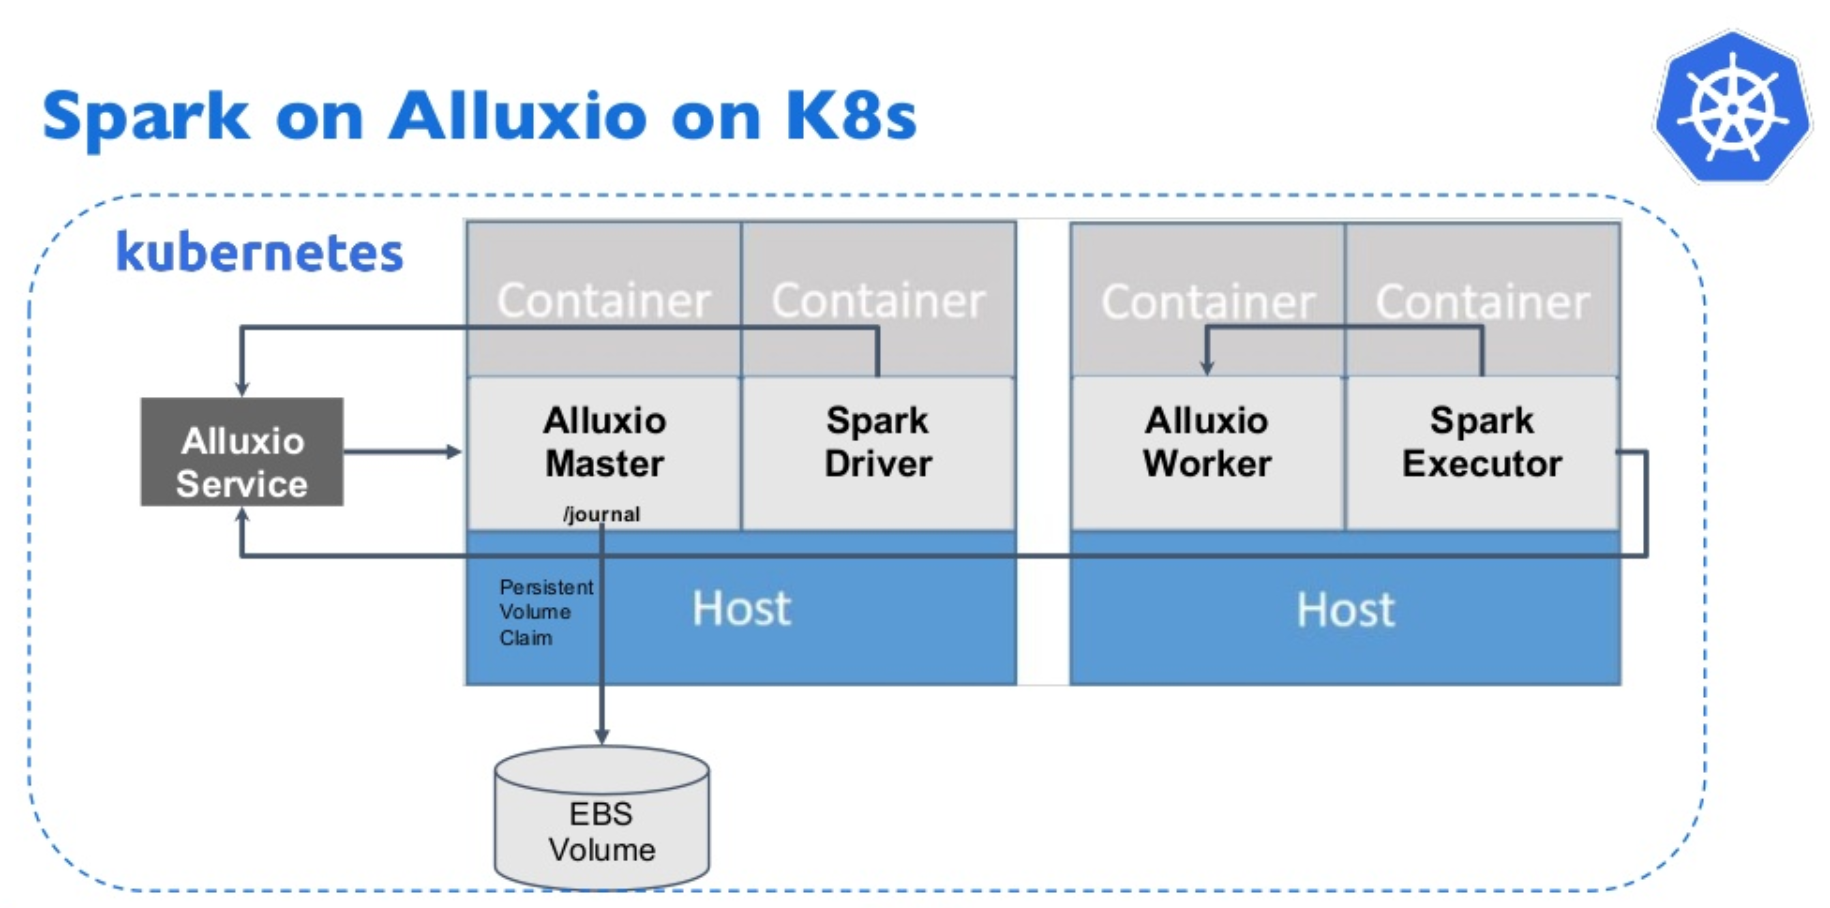 Spark on Alluxio on K8s
kubernetes
Container
Container
Container
Container
Alluxio
Service
Alluxio
Master
/journal
Spark
Driver
Alluxio
Worker
Spark
Executor
Persistent
Volume
Claim
Host
Host
EBS
Volume